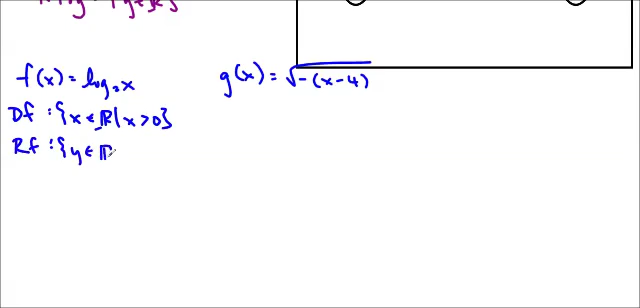 f(x) = log₂x
g(x) = √-(x-4)
Df : {x ∈ ℝ | x > 0}
Rf : {y ∈ ℝ